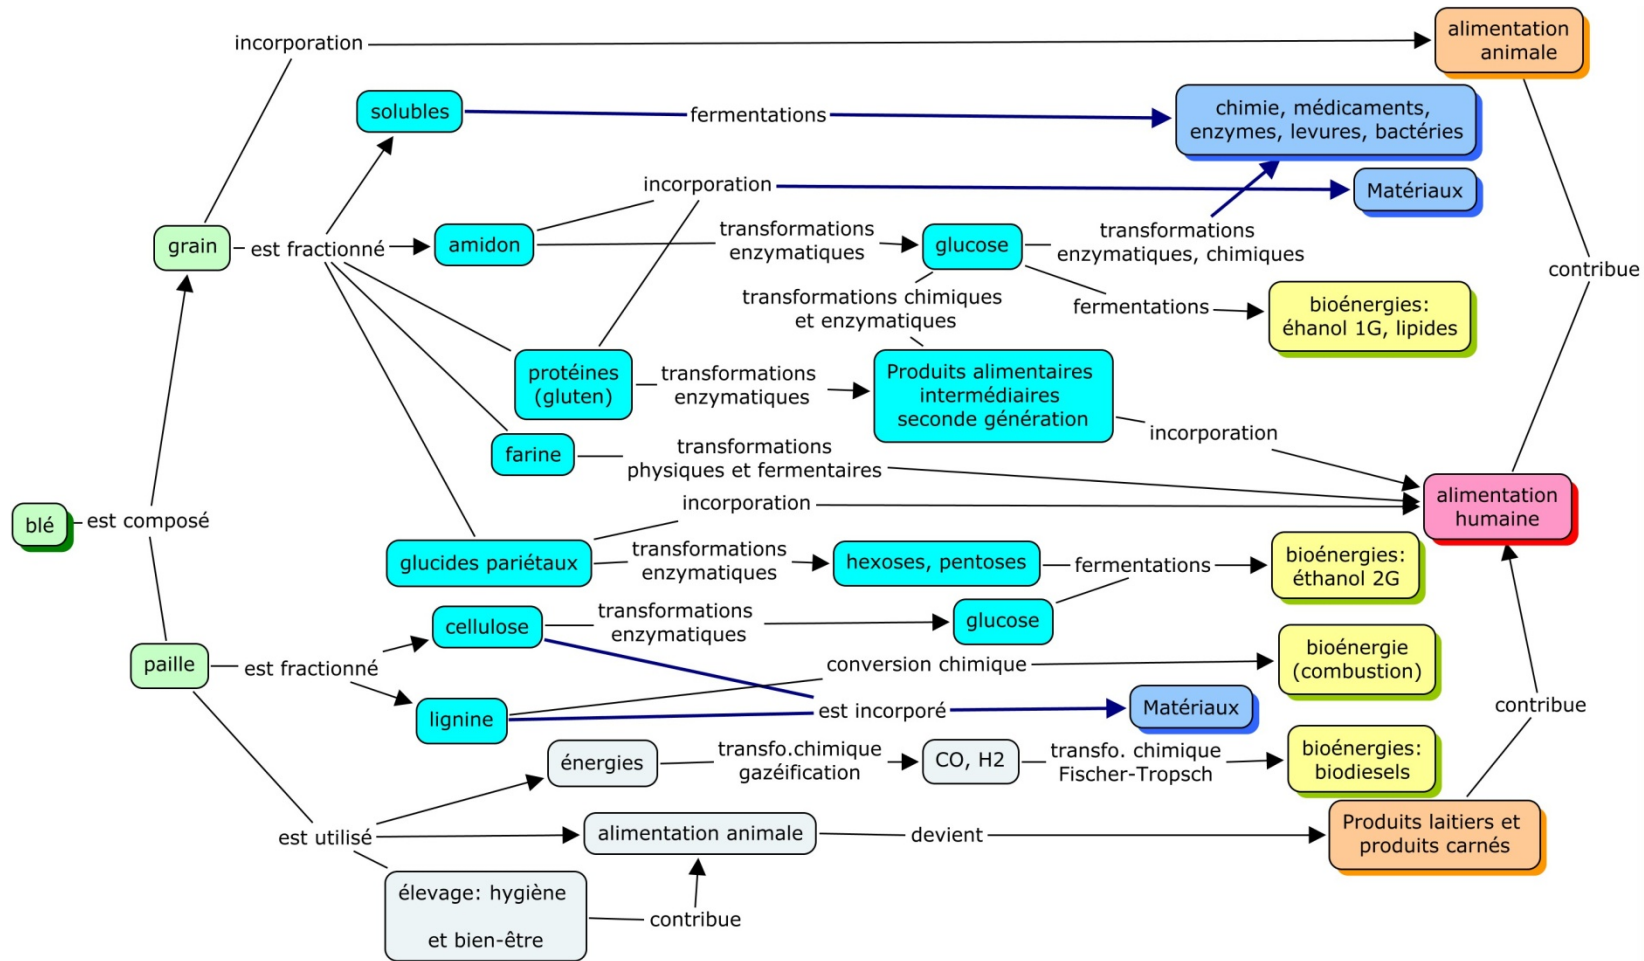 incorporation
alimentation
animale
solubles
fermentations
chimie, médicaments,
enzymes, levures, bactéries
incorporation
Matériaux
grain
est fractionné
amidon
transformations
enzymatiques
glucose
transformations
enzymatiques, chimiques
contribue
transformations chimiques
et enzymatiques
fermentations
bioénergies:
éhanol 1G, lipides
protéines
(gluten)
transformations
enzymatiques
Produits alimentaires
intermédiaires
seconde génération
incorporation
farine
transformations
physiques et fermentaires
incorporation
alimentation
humaine
blé
est composé
glucides pariétaux
transformations
enzymatiques
hexoses, pentoses
fermentations
bioénergies:
éthanol 2G
cellulose
transformations
enzymatiques
glucose
paille
est fractionné
conversion chimique
bioénergie
(combustion)
lignine
est incorporé
Matériaux
contribue
énergies
transfo.chimique
gazéification
CO, H2
transfo. chimique
Fischer-Tropsch
bioénergies:
biodiesels
est utilisé
alimentation animale
devient
Produits laitiers et
produits carnés
élevage: hygiène
et bien-être
contribue